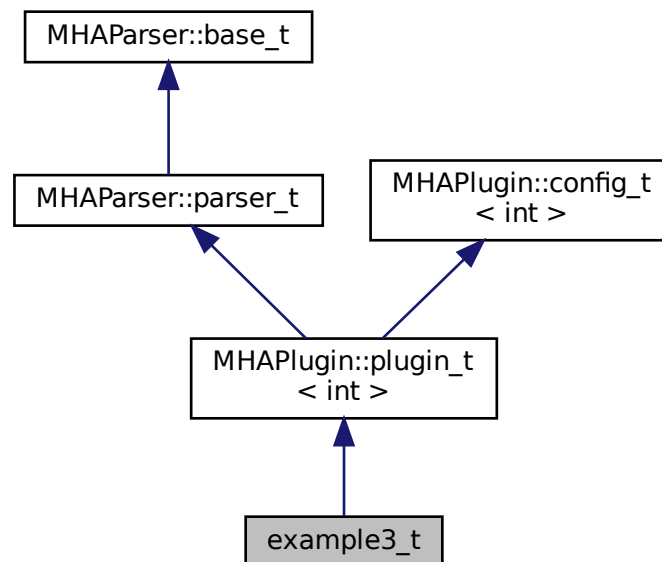 MHAParser::base_t
MHAParser::parser_t
MHAPlugin::config_t
< int >
MHAPlugin::plugin_t
< int >
example3_t